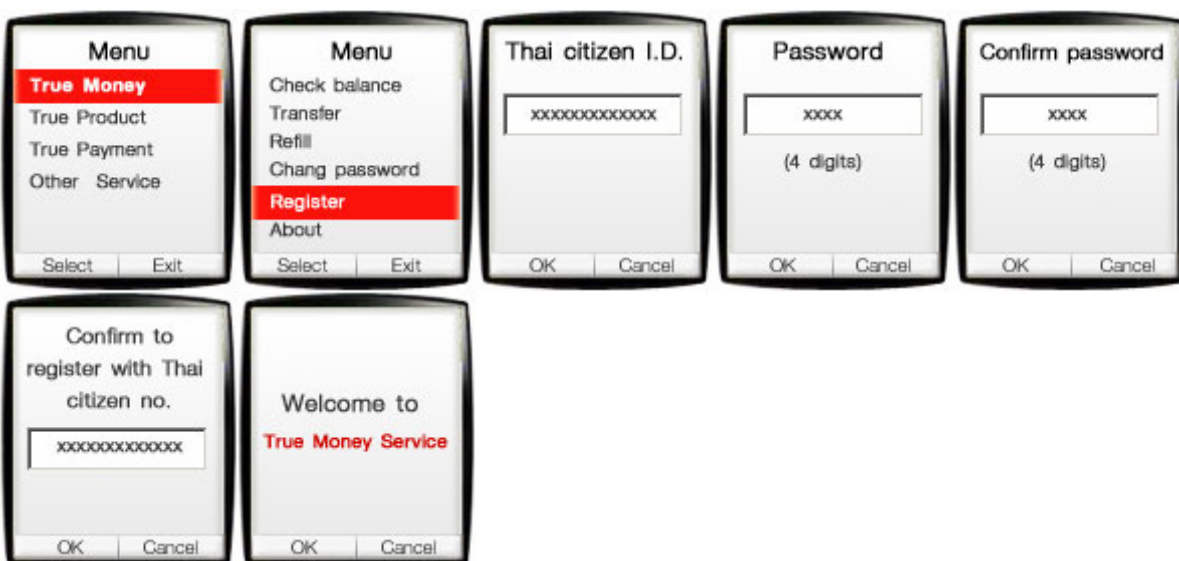 Menu
True Money
True Product
True Payment
Other Service
Select Exit
Menu
Check balance
Transfer
Refill
Chang password
Register
About
Select Exit
Thai citizen I.D.
xxxxxxxxxxxxx
OK Cancel
Password
xxxx
(4 digits)
OK Cancel
Confirm password
xxxx
(4 digits)
OK Cancel
Confirm to
register with Thai
citizen no.
xxxxxxxxxxxxx
OK Cancel
Welcome to
True Money Service
OK Cancel